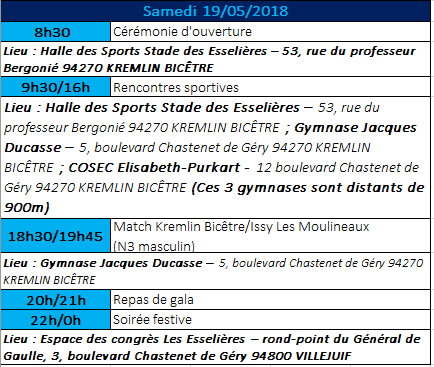 Samedi 19/05/2018
8h30 Cérémonie d'ouverture
Lieu : Halle des Sports Stade des Esselières – 53, rue du professeur
Bergonié 94270 KREMLIN BICÊTRE
9h30/16h Rencontres sportives
Lieu : Halle des Sports Stade des Esselières – 53, rue du
professeur Bergonié 94270 KREMLIN BICÊTRE ; Gymnase Jacques
Ducasse – 5, boulevard Chastenet de Géry 94270 KREMLIN
BICÊTRE ; COSEC Elisabeth-Purkart - 12 boulevard Chastenet de
Géry 94270 KREMLIN BICÊTRE (Ces 3 gymnases sont distants de
900m)
18h30/19h45 Match Kremlin Bicêtre/Issy Les Moulineaux
(N3 masculin)
Lieu : Gymnase Jacques Ducasse – 5, boulevard Chastenet de Géry 94270
KREMLIN BICÊTRE
20h/21h Repas de gala
22h/0h Soirée festive
Lieu : Espace des congrès Les Esselières – rond-point du Général de
Gaulle, 3, boulevard Chastenet de Géry 94800 VILLEJUIF